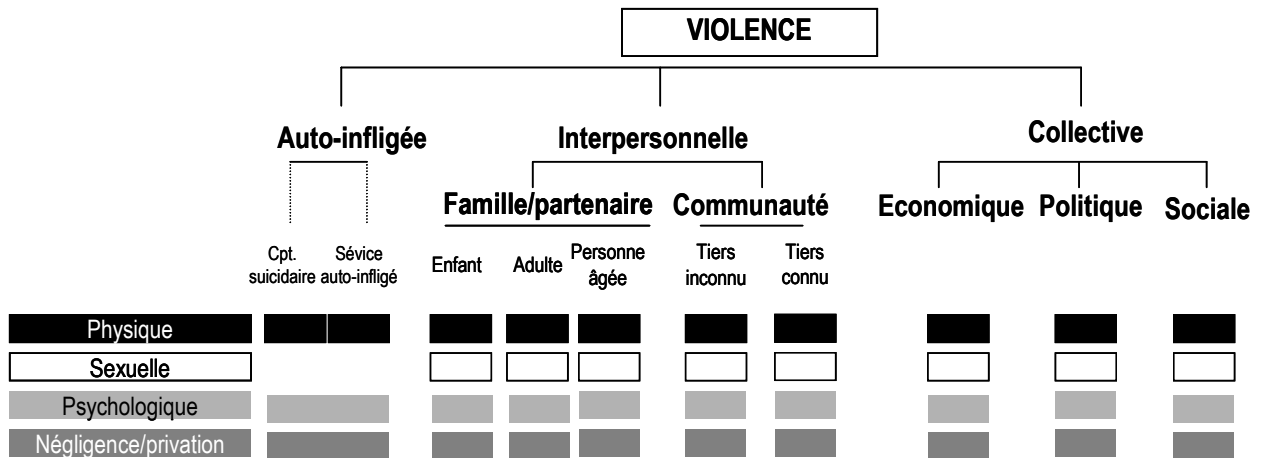 VIOLENCE
Auto-infligée
Interpersonnelle
Collective
Famille/partenaire
Communauté
Economique
Politique
Sociale
Cpt.
suicidaire
Sévice
auto-infligé
Enfant
Adulte
Personne
âgée
Tiers
inconnu
Tiers
connu
Physique
Sexuelle
Psychologique
Négligence/privation